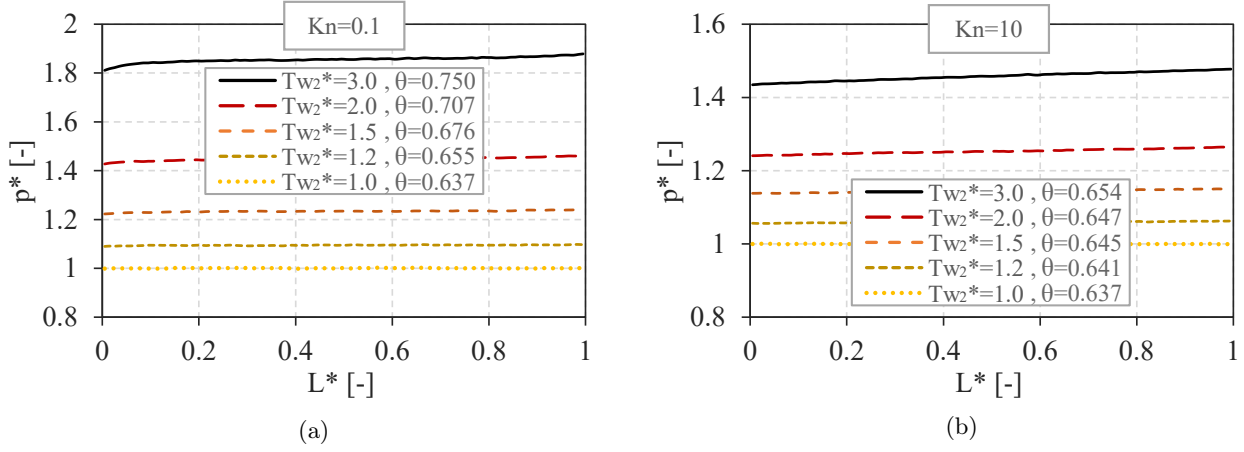 Kn=0.1
2
1.8
1.6
1.4
1.2
1
0.8
p* [-]
Tw2*=3.0 , θ=0.750
Tw2*=2.0 , θ=0.707
Tw2*=1.5 , θ=0.676
Tw2*=1.2 , θ=0.655
Tw2*=1.0 , θ=0.637
0 0.2 0.4 0.6 0.8 1
L* [-]
(a)
Kn=10
1.6
1.4
1.2
1
0.8
p* [-]
Tw2*=3.0 , θ=0.654
Tw2*=2.0 , θ=0.647
Tw2*=1.5 , θ=0.645
Tw2*=1.2 , θ=0.641
Tw2*=1.0 , θ=0.637
0 0.2 0.4 0.6 0.8 1
L* [-]
(b)